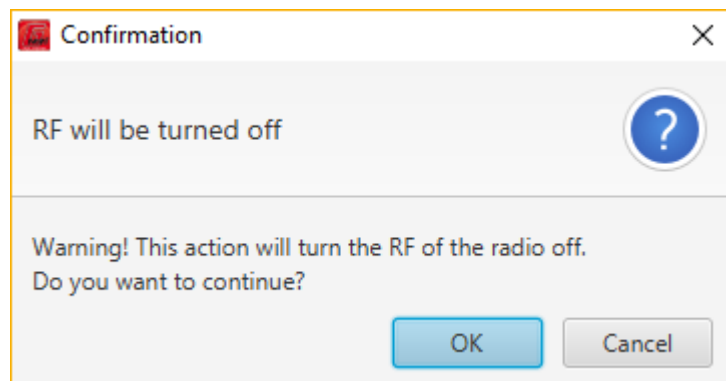 Confirmation
RF will be turned off
?
Warning! This action will turn the RF of the radio off.
Do you want to continue?
OK
Cancel